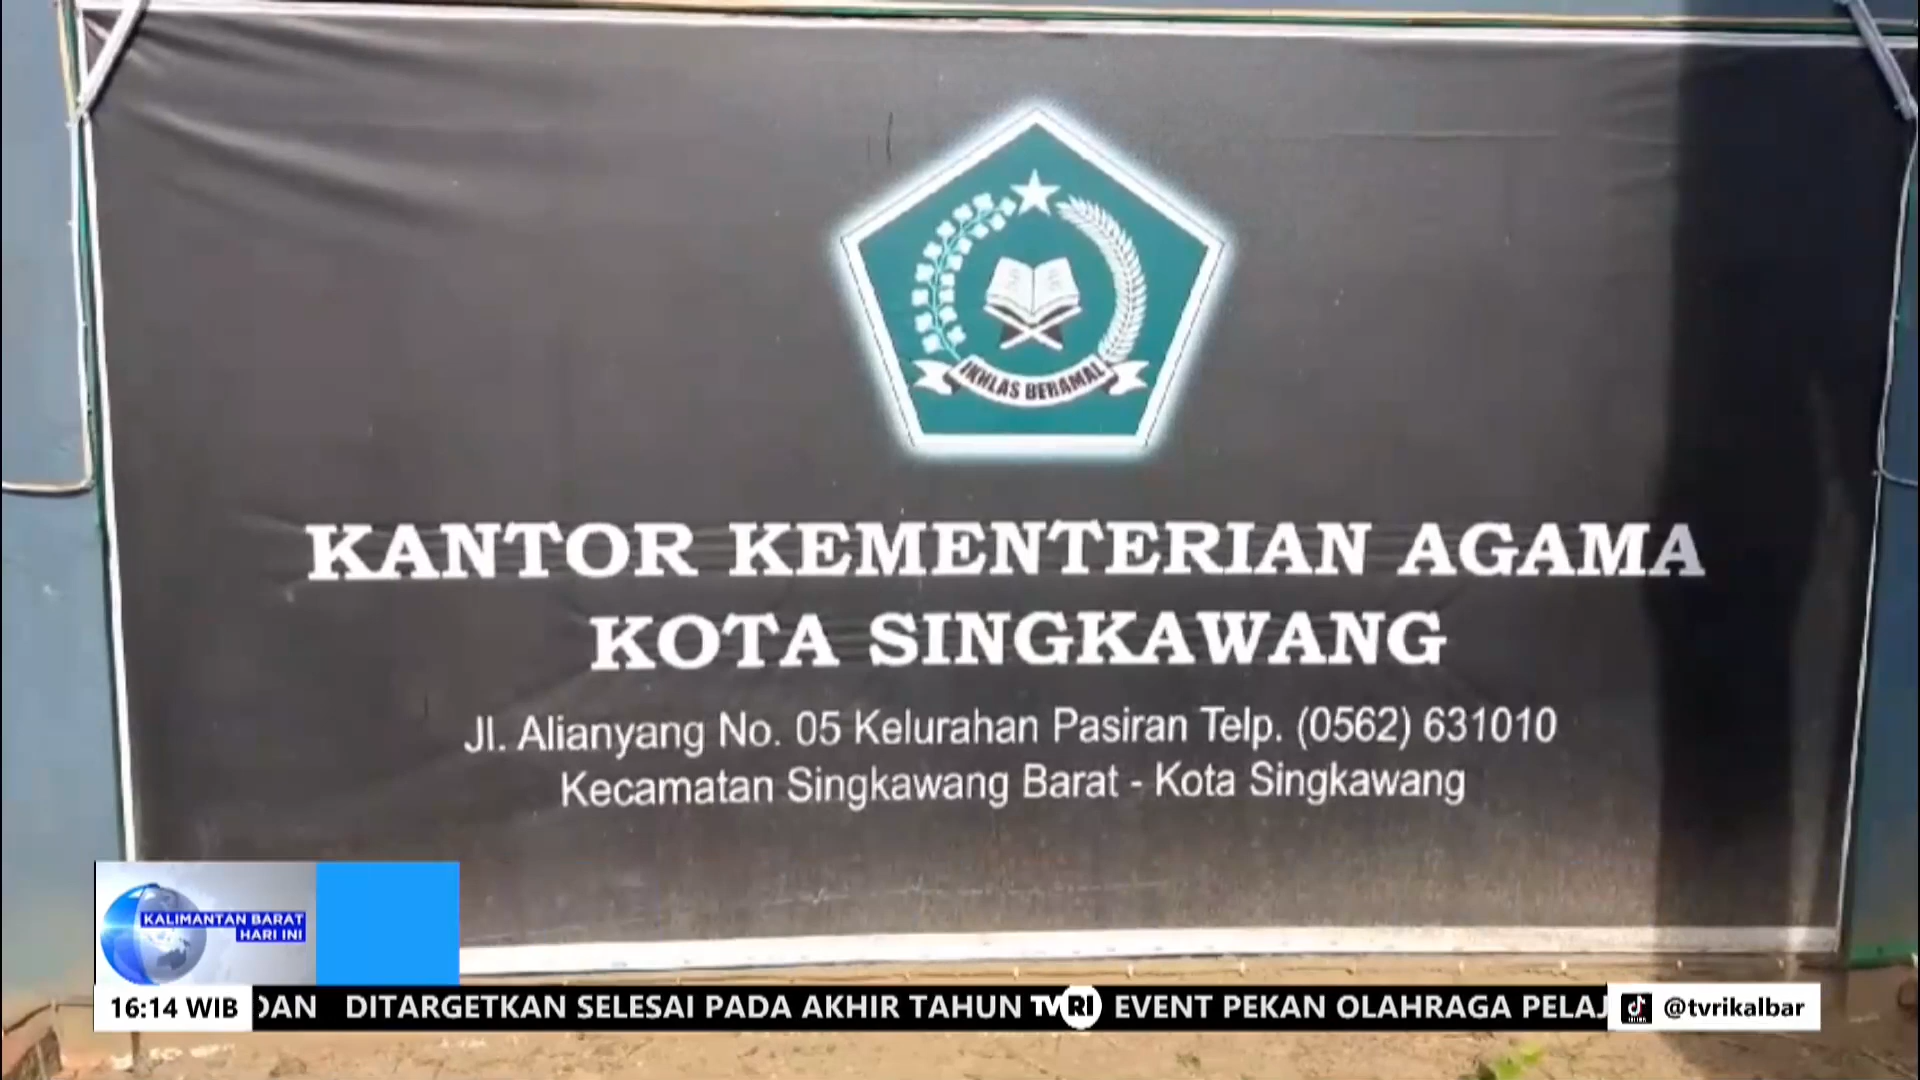 IKHLAS BERAMAL
KANTOR KEMENTERIAN AGAMA
KOTA SINGKAWANG
Jl. Alianyang No. 05 Kelurahan Pasiran Telp. (0562) 631010
Kecamatan Singkawang Barat - Kota Singkawang
KALIMANTAN BARAT
HARI INI
16:14 WIB DITARGETKAN SELESAI PADA AKHIR TAHUN TVRI EVENT PEKAN OLAHRAGA @tvrikalbar